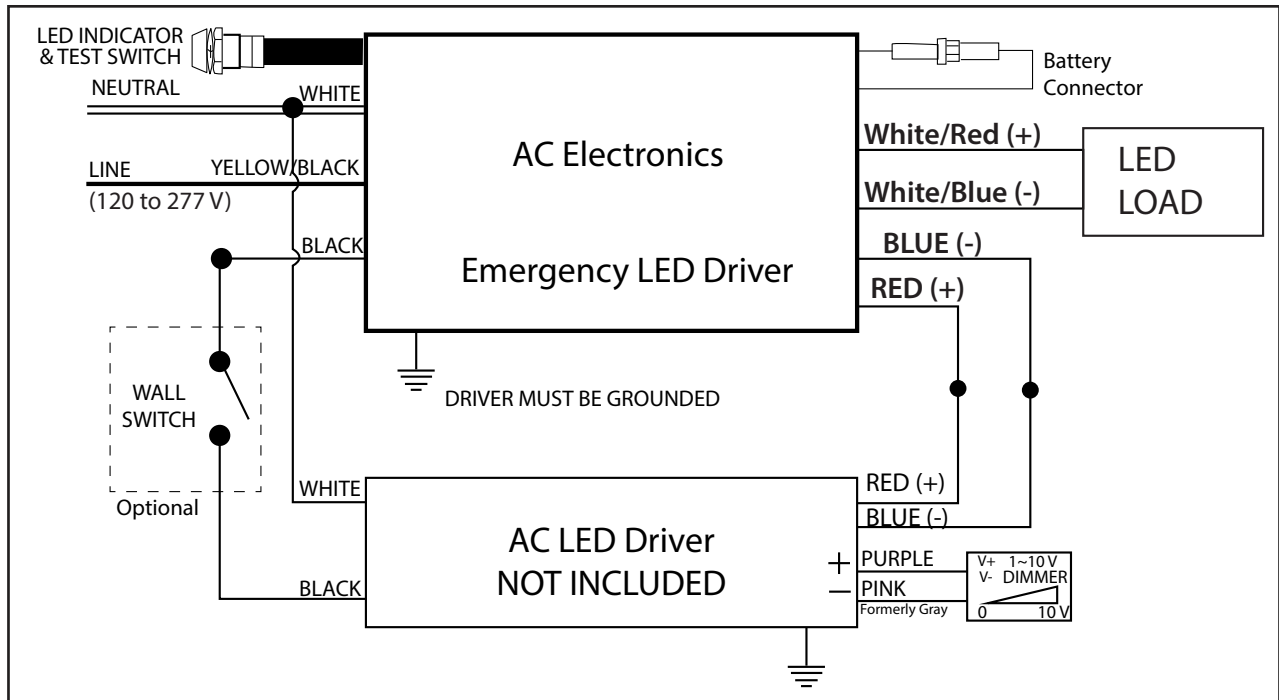 LED INDICATOR
& TEST SWITCH
NEUTRAL
WHITE
LINE
YELLOW/BLACK
(120 to 277 V)
BLACK
AC Electronics
Emergency LED Driver
Battery
Connector
White/Red (+)
White/Blue (-)
LED
LOAD
BLUE (-)
RED (+)
DRIVER MUST BE GROUNDED
WALL
SWITCH
Optional
WHITE
BLACK
AC LED Driver
NOT INCLUDED
RED (+)
BLUE (-)
+ PURPLE
− PINK
Formerly Gray
V+ 1~10 V
V- DIMMER
0 10 V